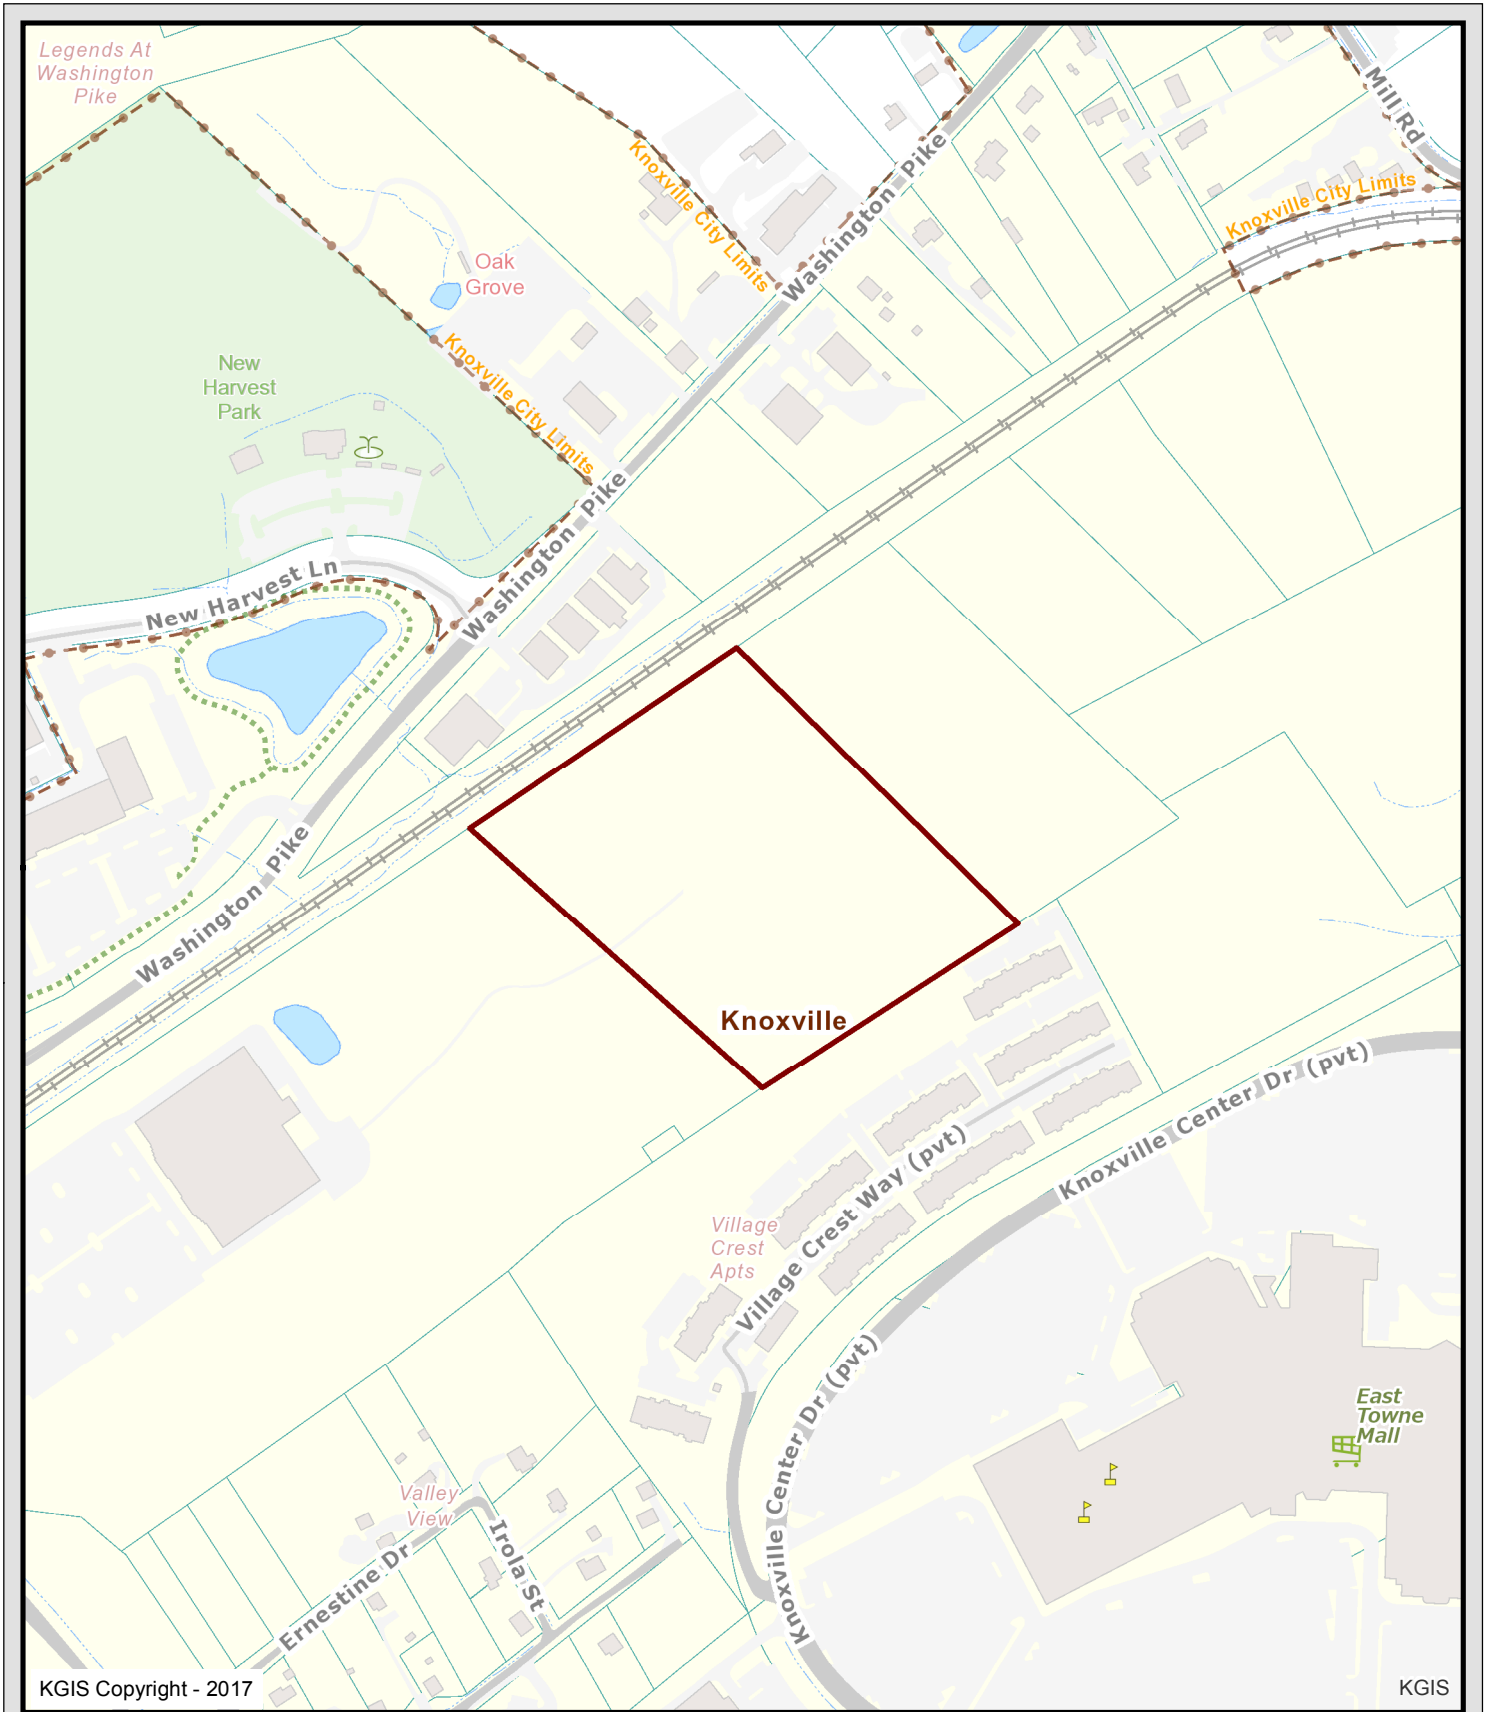 Legends At
Washington
Pike
Mill Rd
Knoxville City Limits
Washington Pike
Knoxville City Limits
Oak
Grove
Knoxville City Limits
New
Harvest
Park
Washington Pike
New Harvest Ln
Washington Pike
Knoxville
Knoxville Center Dr (pvt)
Village Crest Way (pvt)
Village
Crest
Apts
Knoxville Center Dr (pvt)
East
Towne
Mall
Valley
View
Irola St
Ernestine Dr
KGIS Copyright - 2017
KGIS